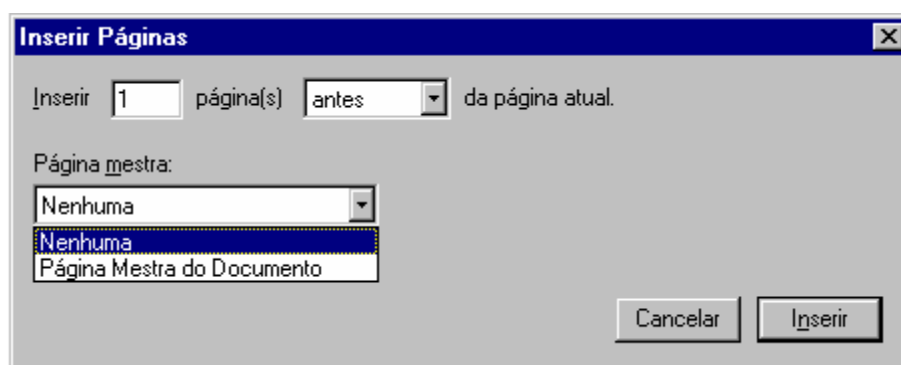 Inserir Páginas
Inserir 1 página(s) antes da página atual.
Página mestra:
Nenhuma
Nenhuma
Página Mestra do Documento
Cancelar Inserir